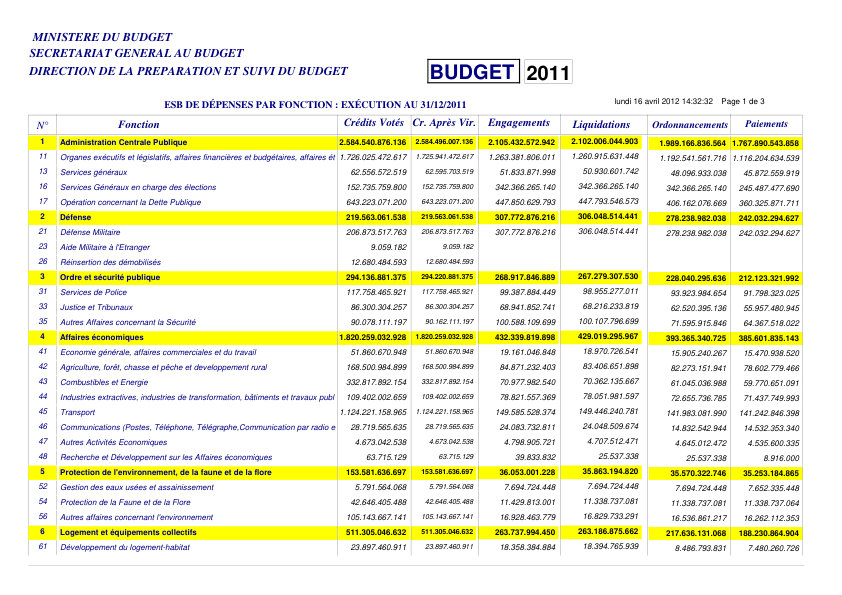 MINISTERE DU BUDGET
SECRETARIAT GENERAL AU BUDGET
DIRECTION DE LA PREPARATION ET SUIVI DU BUDGET
BUDGET 2011
ESB DE DÉPENSES PAR FONCTION : EXÉCUTION AU 31/12/2011
lundi 16 avril 2012 14:32:32 Page 1 de 3
N° Fonction Crédits Votés Cr. Après Vir. Engagements Liquidations Ordonnancements Paiements
1 Administration Centrale Publique 2.584.540.876.136 2.584.496.007.136 2.105.432.572.942 2.102.006.044.903 1.989.166.836.564 1.767.890.543.858
11 Organes exécutifs et législatifs, affaires financières et budgétaires, affaires ét 1.726.025.472.617 1.725.941.472.617 1.263.381.806.011 1.260.915.631.448 1.192.541.561.716 1.116.204.634.539
13 Services généraux 62.556.572.519 62.595.703.519 51.833.871.998 50.930.601.742 48.096.933.038 45.872.559.919
16 Services Généraux en charge des élections 152.735.759.800 152.735.759.800 342.366.265.140 342.366.265.140 342.366.265.140 245.487.477.690
17 Opération concernant la Dette Publique 643.223.071.200 643.223.071.200 447.850.629.793 447.793.546.573 406.162.076.669 360.325.871.711
2 Défense 219.563.061.538 219.563.061.538 307.772.876.216 306.048.514.441 278.238.982.038 242.032.294.627
21 Défense Militaire 206.873.517.763 206.873.517.763 307.772.876.216 306.048.514.441 278.238.982.038 242.032.294.627
23 Aide Militaire à l'Etranger 9.059.182 9.059.182
26 Réinsertion des démobilisés 12.680.484.593 12.680.484.593
3 Ordre et sécurité publique 294.136.881.375 294.220.881.375 268.917.846.889 267.279.307.530 228.040.295.636 212.123.321.992
31 Services de Police 117.758.465.921 117.758.465.921 99.387.884.449 98.955.277.011 93.923.984.654 91.798.323.025
33 Justice et Tribunaux 86.300.304.257 86.300.304.257 68.941.852.741 68.216.233.819 62.520.395.136 55.957.480.945
35 Autres Affaires concernant la Sécurité 90.078.111.197 90.162.111.197 100.588.109.699 100.107.796.699 71.595.915.846 64.367.518.022
4 Affaires économiques 1.820.259.032.928 1.820.259.032.928 432.339.819.898 429.019.295.967 393.365.340.725 385.601.835.143
41 Economie générale, affaires commerciales et du travail 51.860.670.948 51.860.670.948 19.161.046.848 18.970.726.541 15.905.240.267 15.470.938.520
42 Agriculture, forêt, chasse et pêche et developpement rural 168.500.984.899 168.500.984.899 84.871.232.403 83.406.651.898 82.273.151.941 78.602.779.466
43 Combustibles et Energie 332.817.892.154 332.817.892.154 70.977.982.540 70.362.135.667 61.045.036.988 59.770.651.091
44 Industries extractives, industries de transformation, bâtiments et travaux publ 109.402.002.659 109.402.002.659 78.821.557.369 78.051.981.597 72.655.736.785 71.437.749.993
45 Transport 1.124.221.158.965 1.124.221.158.965 149.585.528.374 149.446.240.781 141.983.081.990 141.242.846.398
46 Communications (Postes, Téléphone, Télégraphe,Communication par radio e 28.719.565.635 28.719.565.635 24.083.732.811 24.048.509.674 14.832.542.944 14.532.353.340
47 Autres Activités Economiques 4.673.042.538 4.673.042.538 4.798.905.721 4.707.512.471 4.645.012.472 4.535.600.335
48 Recherche et Développement sur les Affaires économiques 63.715.129 63.715.129 39.833.832 25.537.338 25.537.338 8.916.000
5 Protection de l'environnement, de la faune et de la flore 153.581.636.697 153.581.636.697 36.053.001.228 35.863.194.820 35.570.322.746 35.253.184.865
52 Gestion des eaux usées et assainissement 5.791.564.068 5.791.564.068 7.694.724.448 7.694.724.448 7.694.724.448 7.652.335.448
54 Protection de la Faune et de la Flore 42.646.405.488 42.646.405.488 11.429.813.001 11.338.737.081 11.338.737.081 11.338.737.064
56 Autres affaires concernant l'environnement 105.143.667.141 105.143.667.141 16.928.463.779 16.829.733.291 16.536.861.217 16.262.112.353
6 Logement et équipements collectifs 511.305.046.632 511.305.046.632 263.737.994.450 263.186.875.662 217.636.131.068 188.230.864.904
61 Développement du logement-habitat 23.897.460.911 23.897.460.911 18.358.384.884 18.394.765.939 8.486.793.831 7.480.260.726